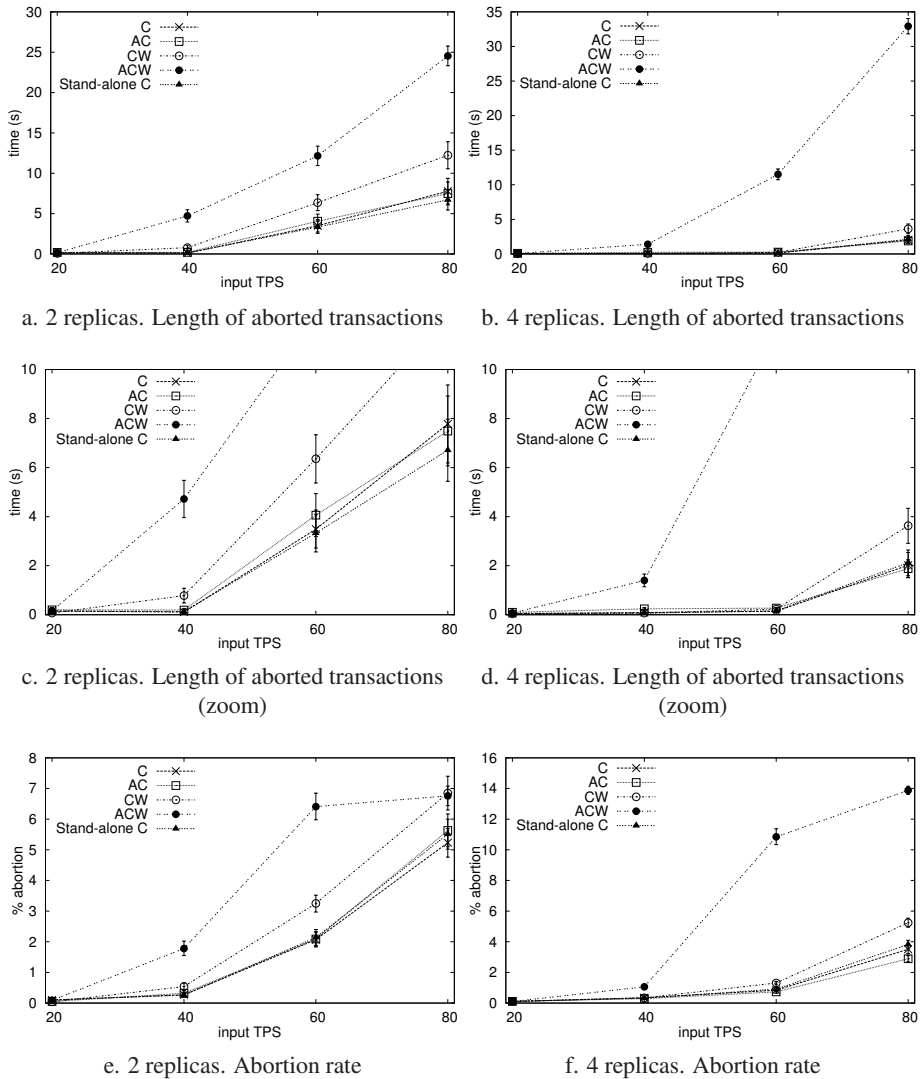 30
25
20
15
10
5
0
time (s)
C
AC
CW
ACW
Stand-alone C
20 40 60 80
input TPS
a. 2 replicas. Length of aborted transactions
35
30
25
20
15
10
5
0
time (s)
C
AC
CW
ACW
Stand-alone C
20 40 60 80
input TPS
b. 4 replicas. Length of aborted transactions
10
8
6
4
2
0
time (s)
C
AC
CW
ACW
Stand-alone C
20 40 60 80
input TPS
c. 2 replicas. Length of aborted transactions
(zoom)
10
8
6
4
2
0
time (s)
C
AC
CW
ACW
Stand-alone C
20 40 60 80
input TPS
d. 4 replicas. Length of aborted transactions
(zoom)
8
7
6
5
4
3
2
1
0
% abortion
C
AC
CW
ACW
Stand-alone C
20 40 60 80
input TPS
e. 2 replicas. Abortion rate
16
14
12
10
8
6
4
2
0
% abortion
C
AC
CW
ACW
Stand-alone C
20 40 60 80
input TPS
f. 4 replicas. Abortion rate